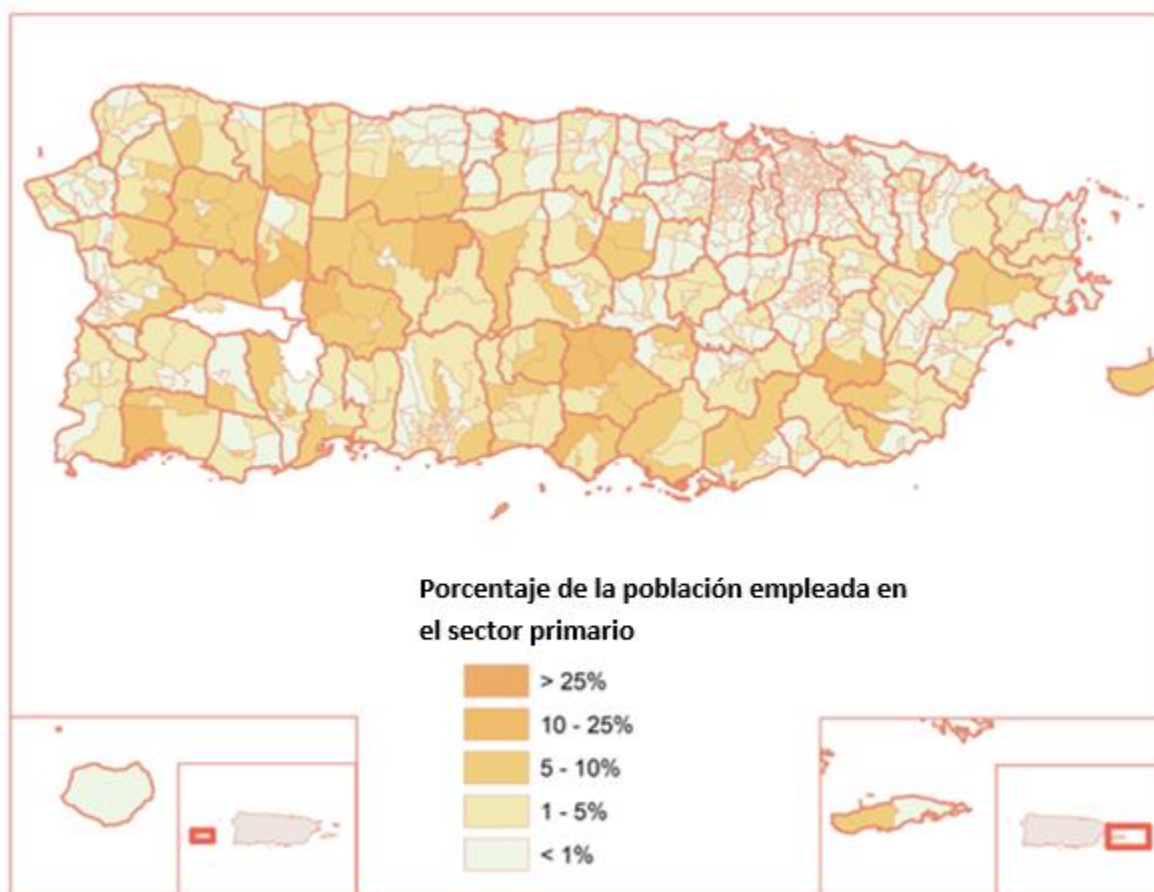 Porcentaje de la población empleada en
el sector primario
> 25%
10 - 25%
5 - 10%
1 - 5%
< 1%